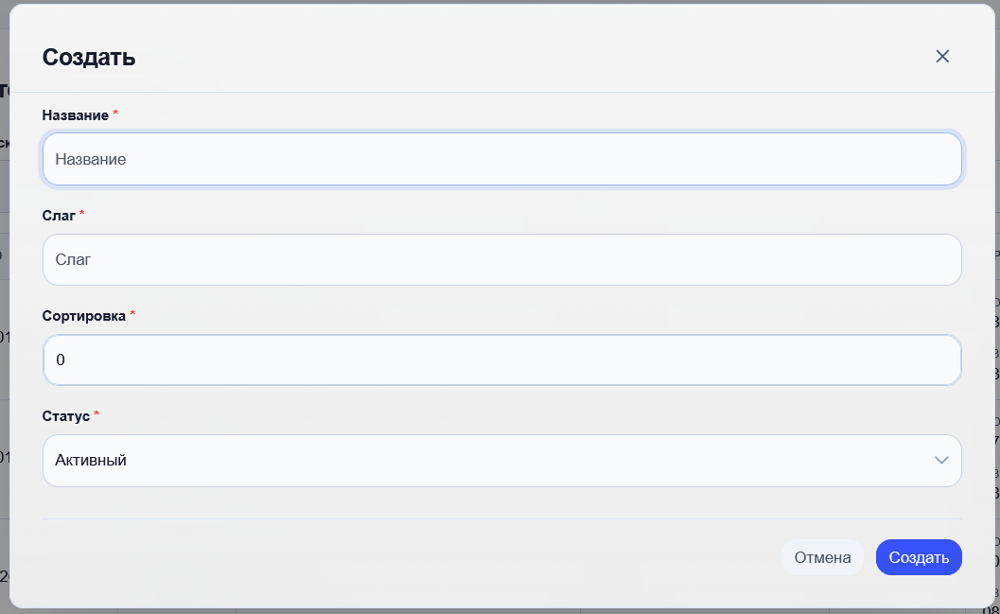 Создать
Название *
Название
Слаг *
Слаг
Сортировка *
0
Статус *
Активный
Отмена
Создать